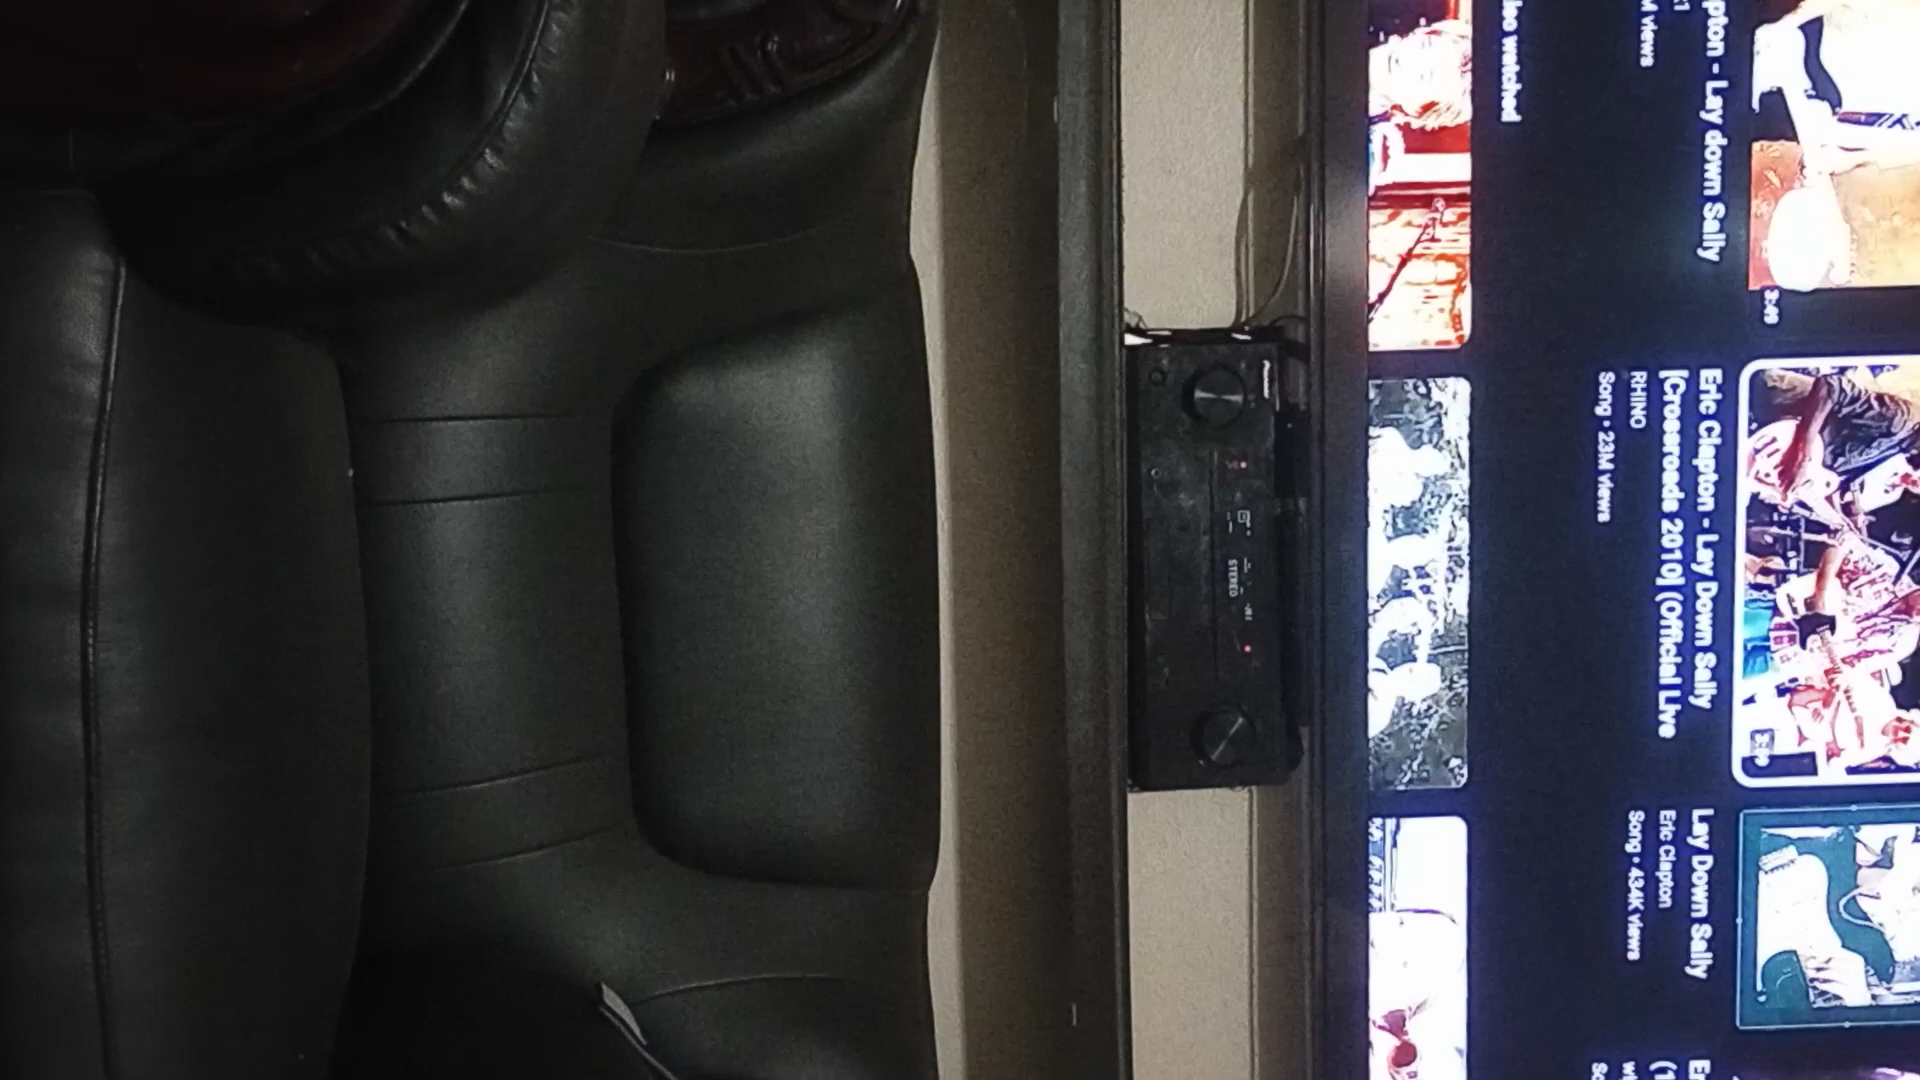 pton - Lay down Sally
M views
3:49
Eric Clapton - Lay Down Sally
[Crossroads 2010] (Official Live
RHINO
Song • 23M views
Lay Down Sally
Eric Clapton
Song • 434K views
watched
Pioneer
STEREO